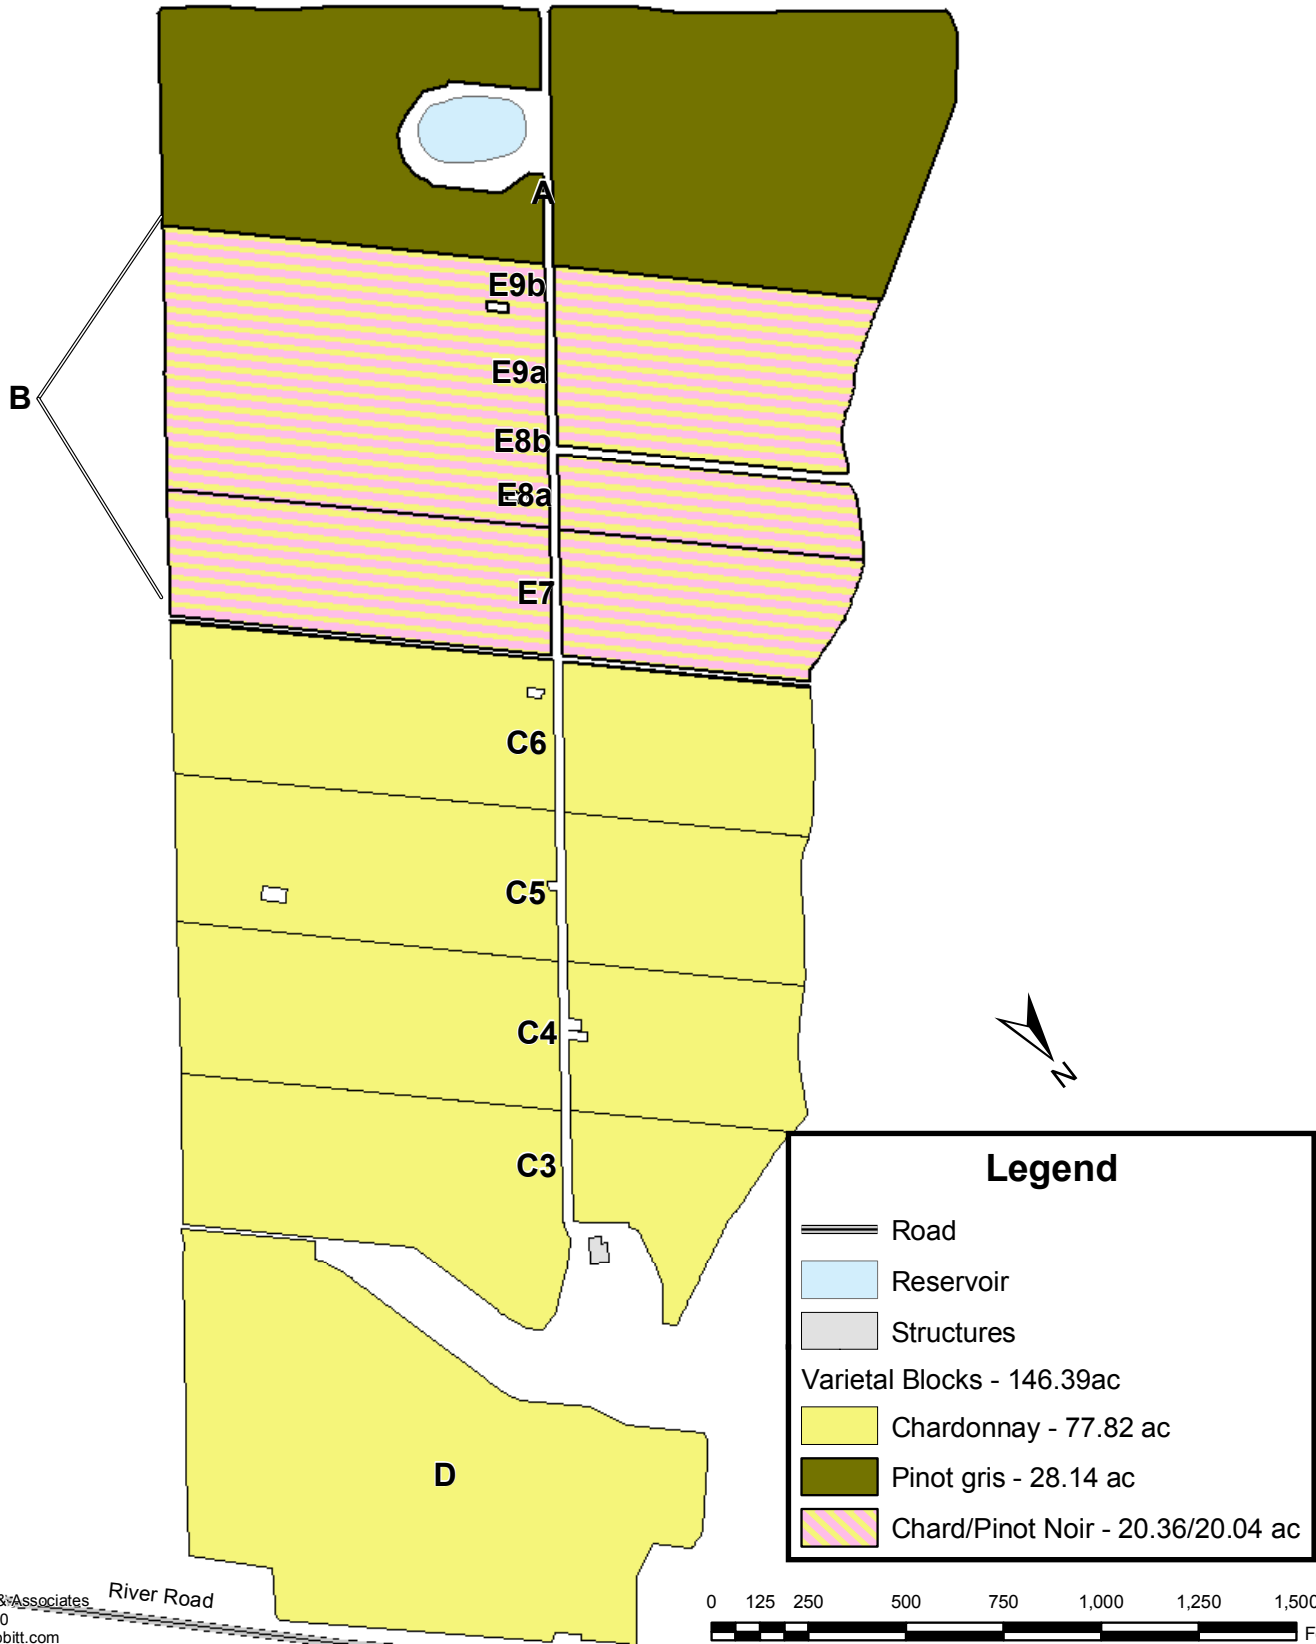 A
E9b
E9a
B
E8b
E8a
E7
C6
C5
C4
N
C3
Legend
Road
Reservoir
Structures
Varietal Blocks - 146.39ac
Chardonnay - 77.82 ac
D
Pinot gris - 28.14 ac
Chard/Pinot Noir - 20.36/20.04 ac
River Road
& Associates
0
bitt.com
0 125 250 500 750 1,000 1,250 1,500
F